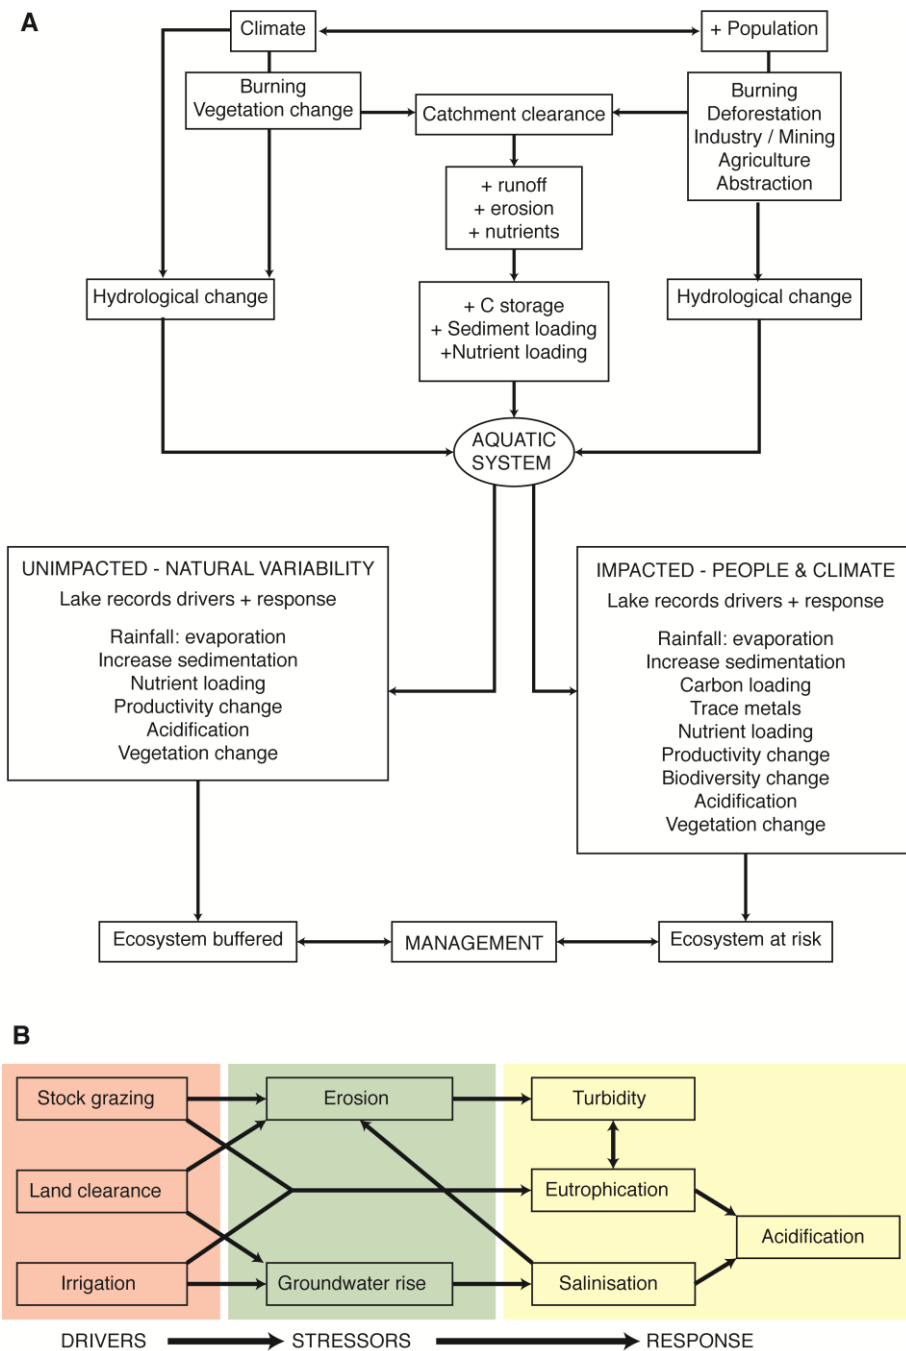 A
Climate
+ Population
Burning
Vegetation change
Catchment clearance
Burning
Deforestation
Industry / Mining
Agriculture
Abstraction
+ runoff
+ erosion
+ nutrients
Hydrological change
+ C storage
+ Sediment loading
+Nutrient loading
Hydrological change
AQUATIC
SYSTEM
UNIMPACTED - NATURAL VARIABILITY
Lake records drivers + response
Rainfall: evaporation
Increase sedimentation
Nutrient loading
Productivity change
Acidification
Vegetation change
IMPACTED - PEOPLE & CLIMATE
Lake records drivers + response
Rainfall: evaporation
Increase sedimentation
Carbon loading
Trace metals
Nutrient loading
Productivity change
Biodiversity change
Acidification
Vegetation change
Ecosystem buffered
MANAGEMENT
Ecosystem at risk
B
Stock grazing
Erosion
Turbidity
Land clearance
Eutrophication
Acidification
Irrigation
Groundwater rise
Salinisation
DRIVERS
STRESSORS
RESPONSE